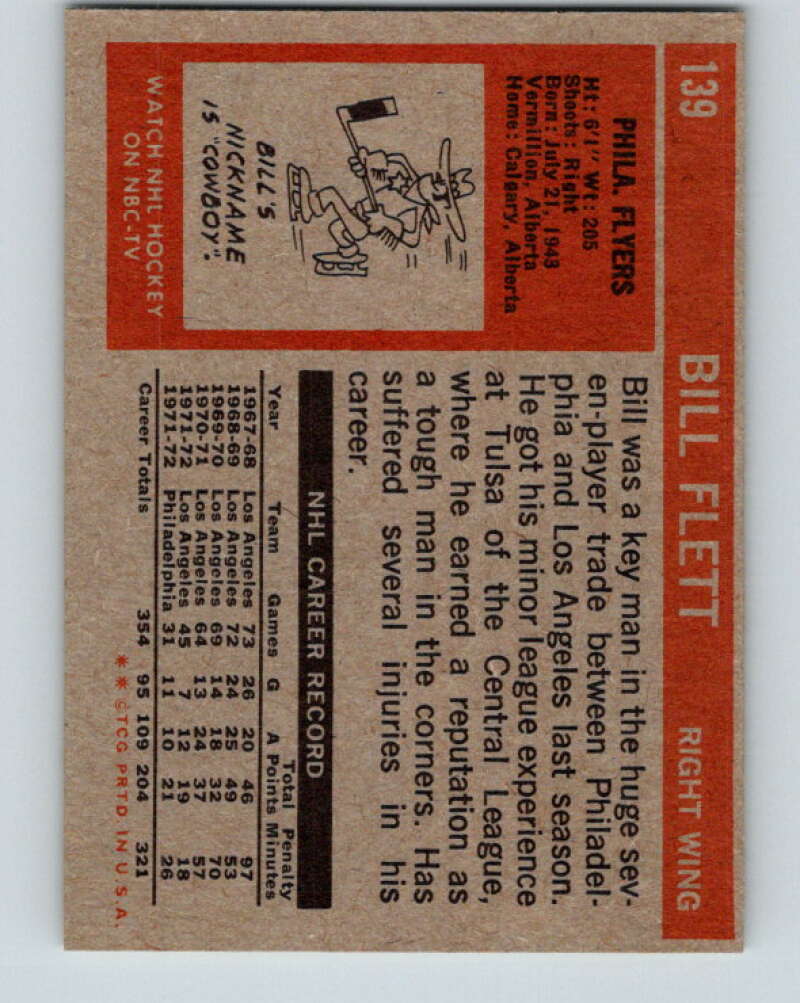 139 BILL FLETT RIGHT WING
PHILA. FLYERS
Ht: 6'1" Wt: 205
Shoots: Right
Born: July 21, 1943
Vermillion, Alberta
Home: Calgary, Alberta
BILL'S
NICKNAME
IS "COWBOY".
WATCH NHL HOCKEY
ON NBC-TV
Bill was a key man in the huge sev-
en-player trade between Philadel-
phia and Los Angeles last season.
He got his minor league experience
at Tulsa of the Central League,
where he earned a reputation as
a tough man in the corners. Has
suffered several injuries in his
career.
NHL CAREER RECORD
Total Penalty
Year Team Games G A Points Minutes
1967-68 Los Angeles 73 26 20 46 97
1968-69 Los Angeles 72 24 25 49 53
1969-70 Los Angeles 69 14 18 32 70
1970-71 Los Angeles 64 13 24 37 57
1971-72 Los Angeles 45 7 12 19 18
1971-72 Philadelphia 31 11 10 21 26
Career Totals 354 95 109 204 321
** ©TCG PRTD. IN U.S.A.